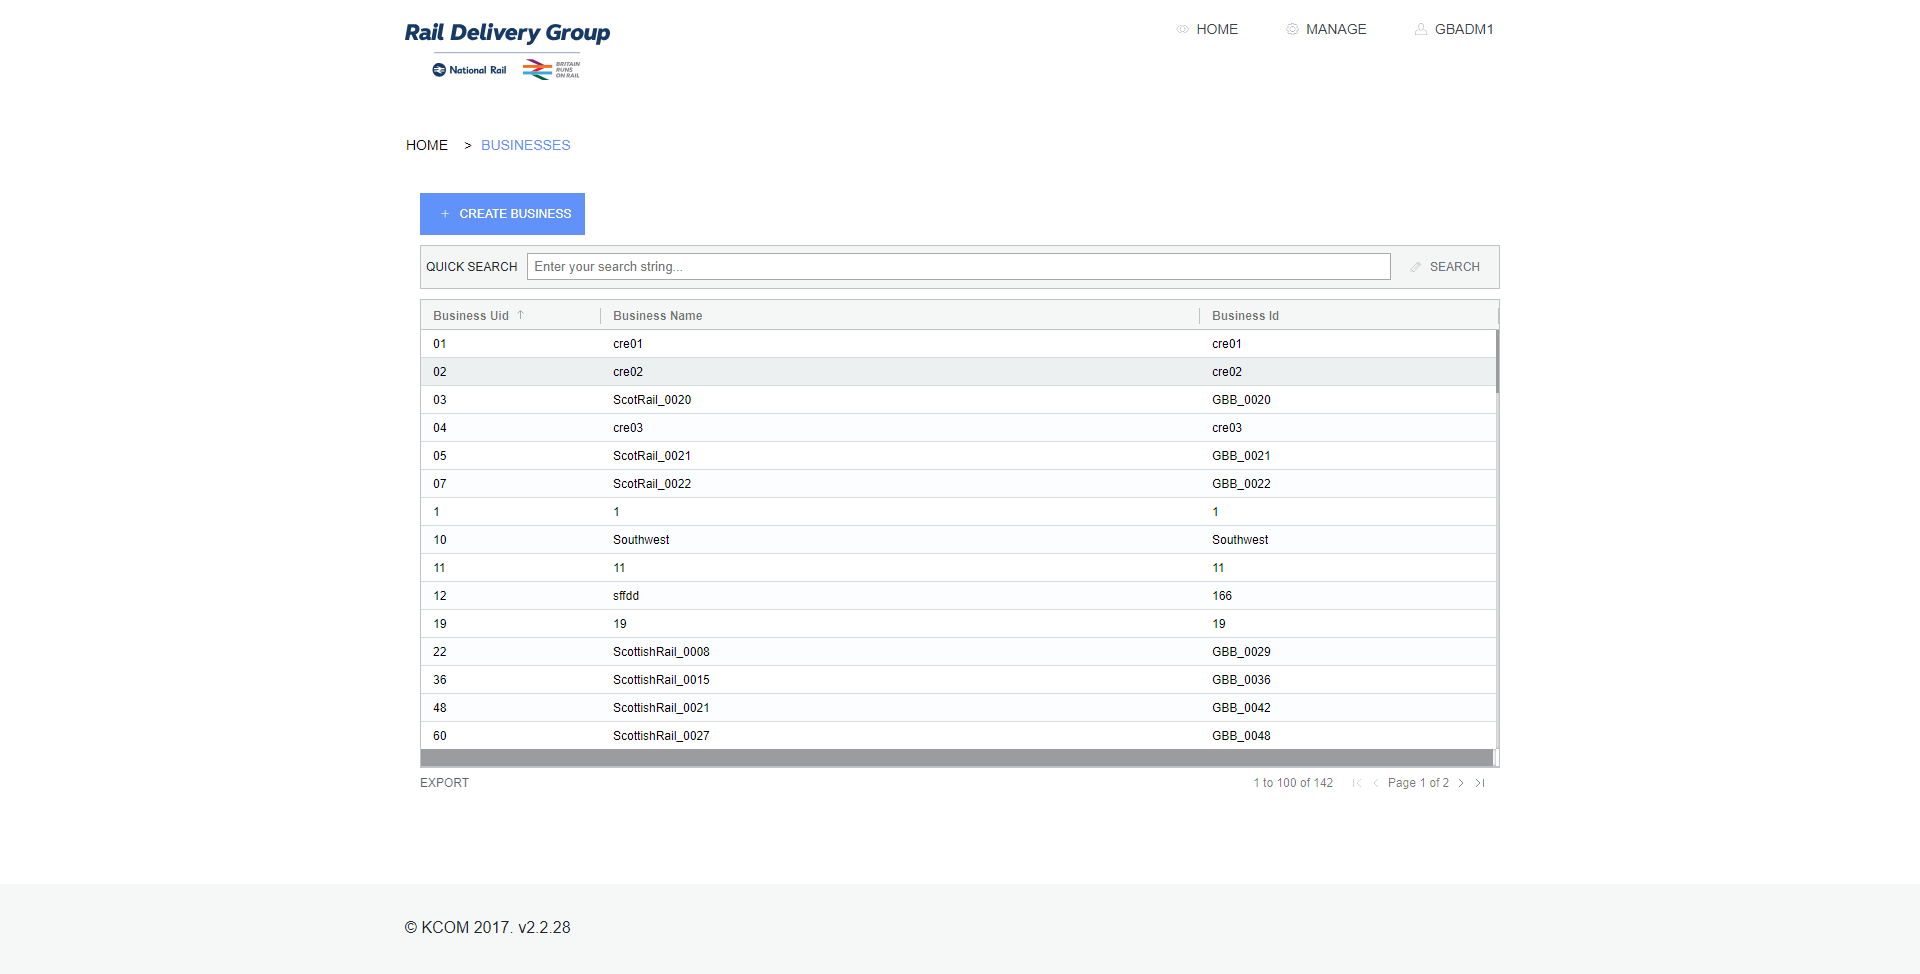 Rail Delivery Group
National Rail
BRITAIN
RUNS
ON RAIL
HOME
MANAGE
GBADM1
HOME > BUSINESSES
+ CREATE BUSINESS
QUICK SEARCH Enter your search string... SEARCH
Business Uid ↑ Business Name Business Id
01 cre01 cre01
02 cre02 cre02
03 ScotRail_0020 GBB_0020
04 cre03 cre03
05 ScotRail_0021 GBB_0021
07 ScotRail_0022 GBB_0022
1 1 1
10 Southwest Southwest
11 11 11
12 sffdd 166
19 19 19
22 ScottishRail_0008 GBB_0029
36 ScottishRail_0015 GBB_0036
48 ScottishRail_0021 GBB_0042
60 ScottishRail_0027 GBB_0048
EXPORT 1 to 100 of 142 Page 1 of 2
© KCOM 2017. v2.2.28